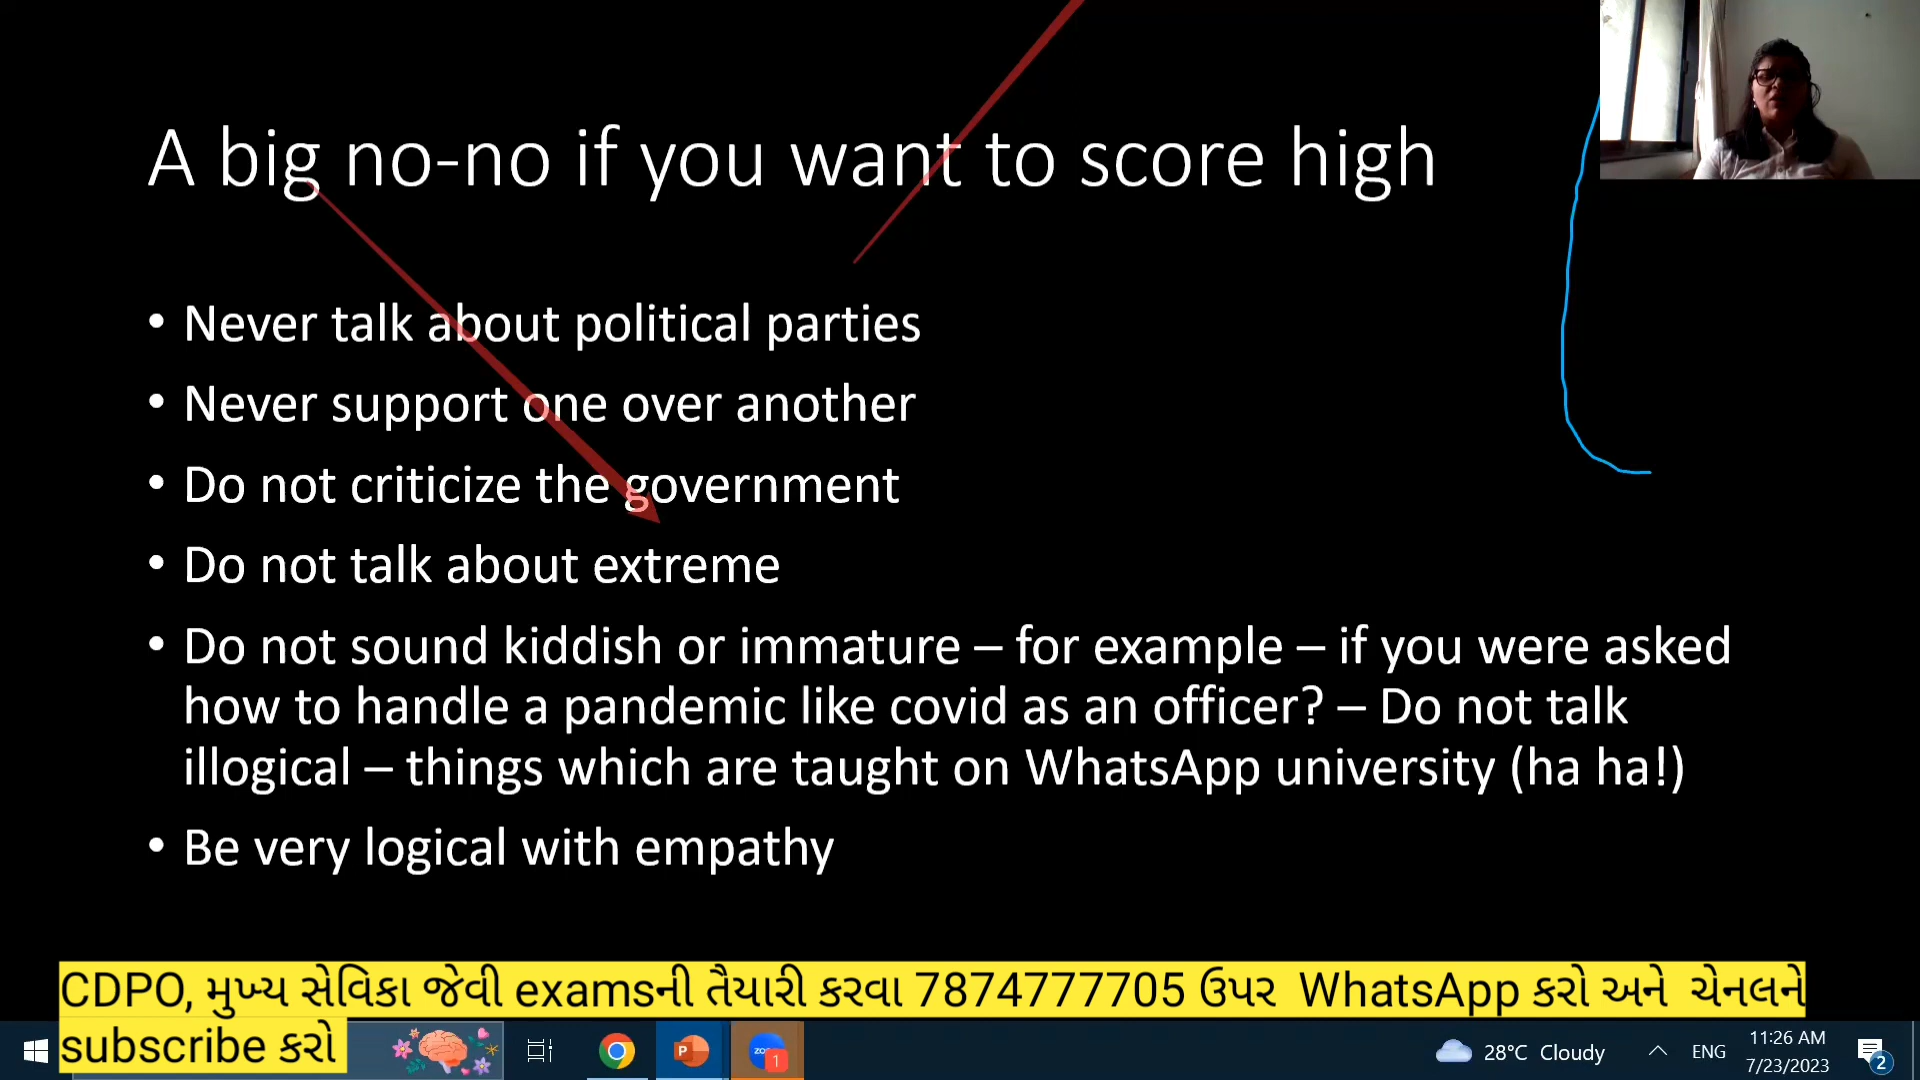 A big no-no if you want to score high
• Never talk about political parties
• Never support one over another
• Do not criticize the government
• Do not talk about extreme
• Do not sound kiddish or immature – for example – if you were asked
how to handle a pandemic like covid as an officer? – Do not talk
illogical – things which are taught on WhatsApp university (ha ha!)
• Be very logical with empathy
CDPO, મુખ્ય સેવિકા જેવી examsની તૈયારી કરવા 7874777705 ઉપર WhatsApp કરો અને ચેનલને
subscribe કરો
P
zoom
1
28°C Cloudy
ENG
11:26 AM
7/23/2023
2